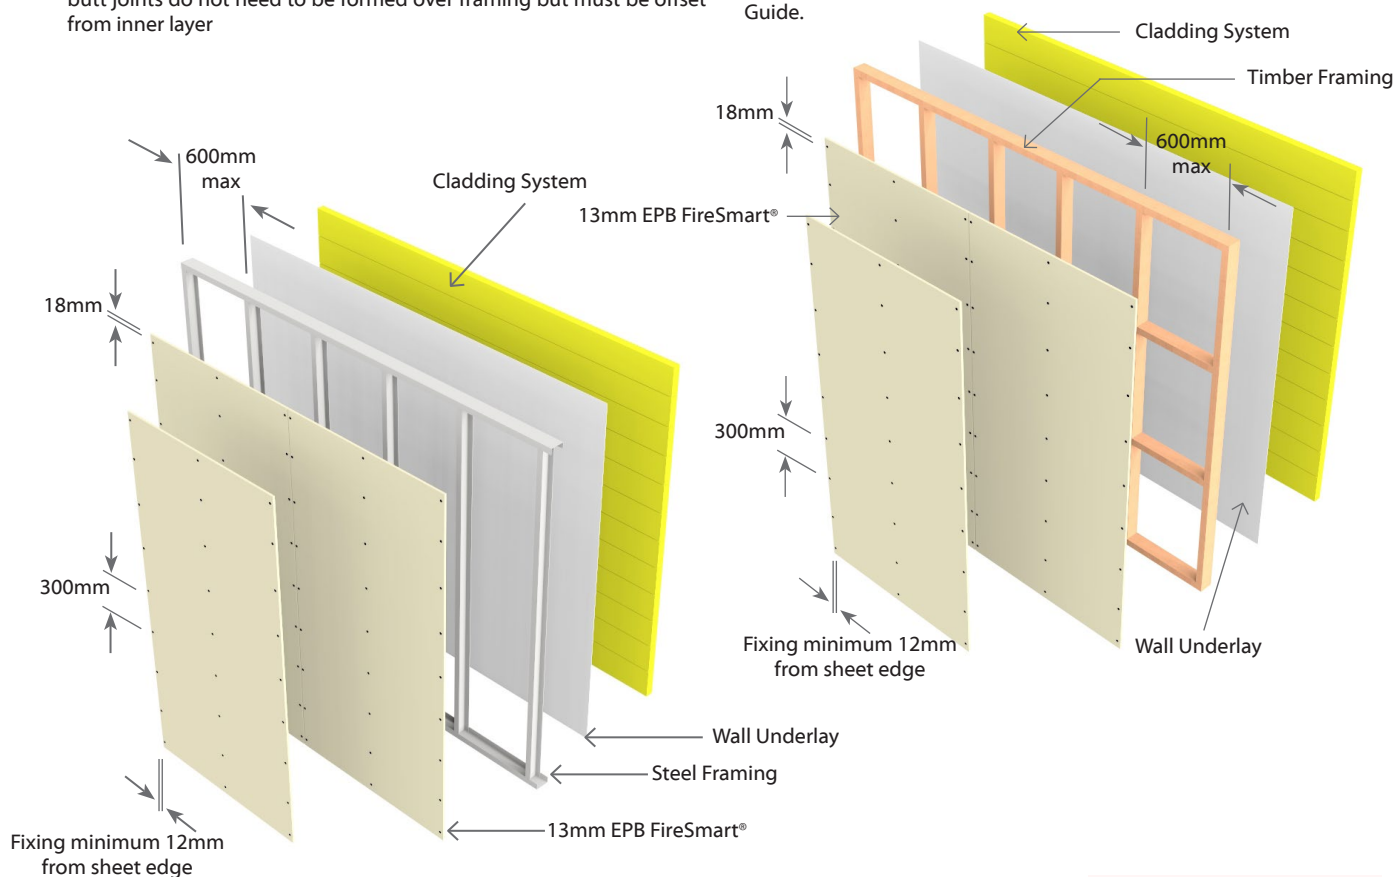 butt joints do not need to be formed over framing but must be offset
from inner layer
600mm
max
Cladding System
18mm
300mm
Fixing minimum 12mm
from sheet edge
Wall Underlay
Steel Framing
13mm EPB FireSmart®
Guide.
Cladding System
Timber Framing
18mm
600mm
max
13mm EPB FireSmart®
300mm
Fixing minimum 12mm
from sheet edge
Wall Underlay